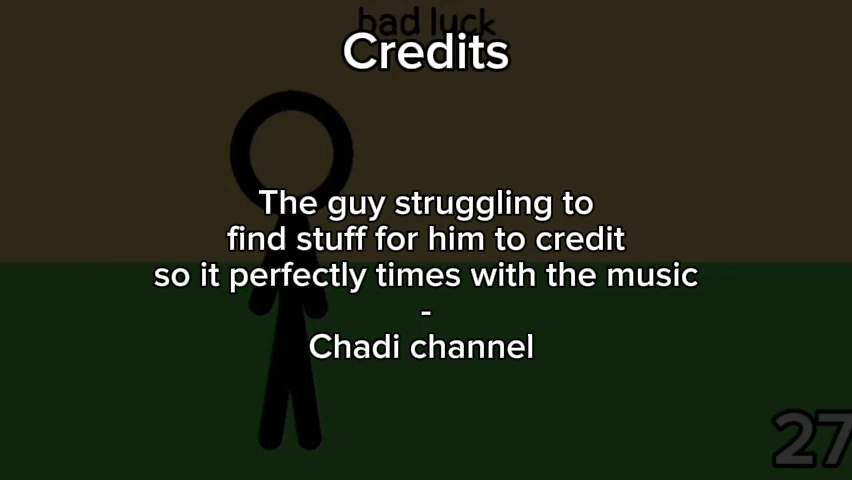 bad luck
Credits
The guy struggling to
find stuff for him to credit
so it perfectly times with the music
-
Chadi channel
27